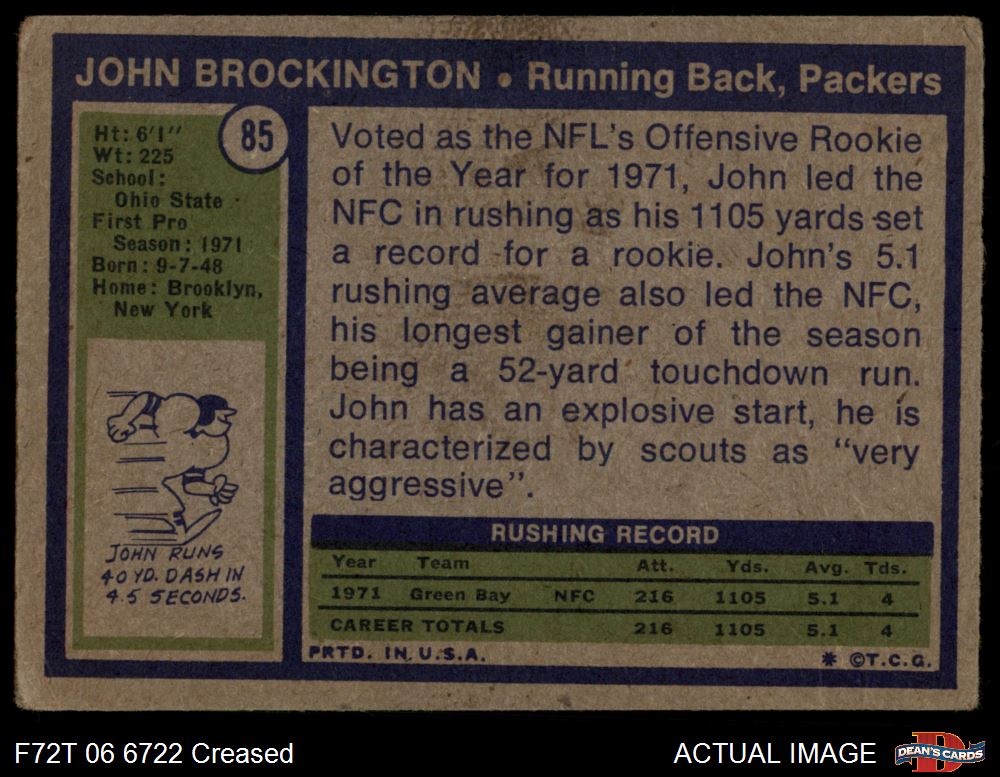 JOHN BROCKINGTON • Running Back, Packers
85
Ht: 6'1"
Wt: 225
School:
Ohio State
First Pro
Season: 1971
Born: 9-7-48
Home: Brooklyn,
New York
JOHN RUNS
40 YD. DASH IN
4.5 SECONDS.
Voted as the NFL's Offensive Rookie
of the Year for 1971, John led the
NFC in rushing as his 1105 yards set
a record for a rookie. John's 5.1
rushing average also led the NFC,
his longest gainer of the season
being a 52-yard touchdown run.
John has an explosive start, he is
characterized by scouts as "very
aggressive".
RUSHING RECORD
Year Team Att. Yds. Avg. Tds.
1971 Green Bay NFC 216 1105 5.1 4
CAREER TOTALS 216 1105 5.1 4
PRTD. IN U.S.A. * ©T.C.G.
F72T 06 6722 Creased ACTUAL IMAGE DEAN'S CARDS